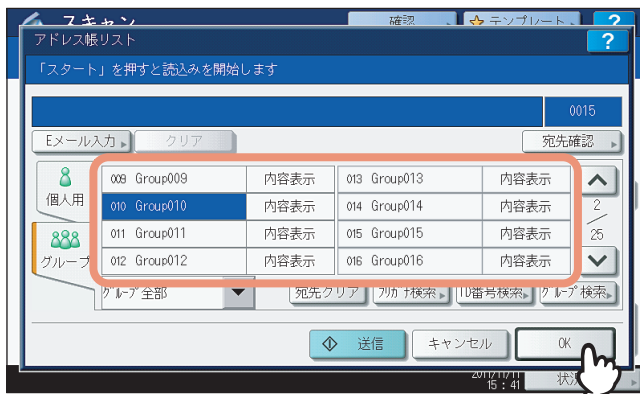 スキャン 確認 テンプレート ?
アドレス帳リスト ?
「スタート」を押すと読込みを開始します
0015
Eメール入力 クリア 宛先確認
個人用
グループ
009 Group009 内容表示 013 Group013 内容表示
010 Group010 内容表示 014 Group014 内容表示
011 Group011 内容表示 015 Group015 内容表示
012 Group012 内容表示 016 Group016 内容表示
2
25
グループ全部 宛先クリア フリガナ検索 ID番号検索 グループ検索
送信 キャンセル OK
2011/11/11
15:41